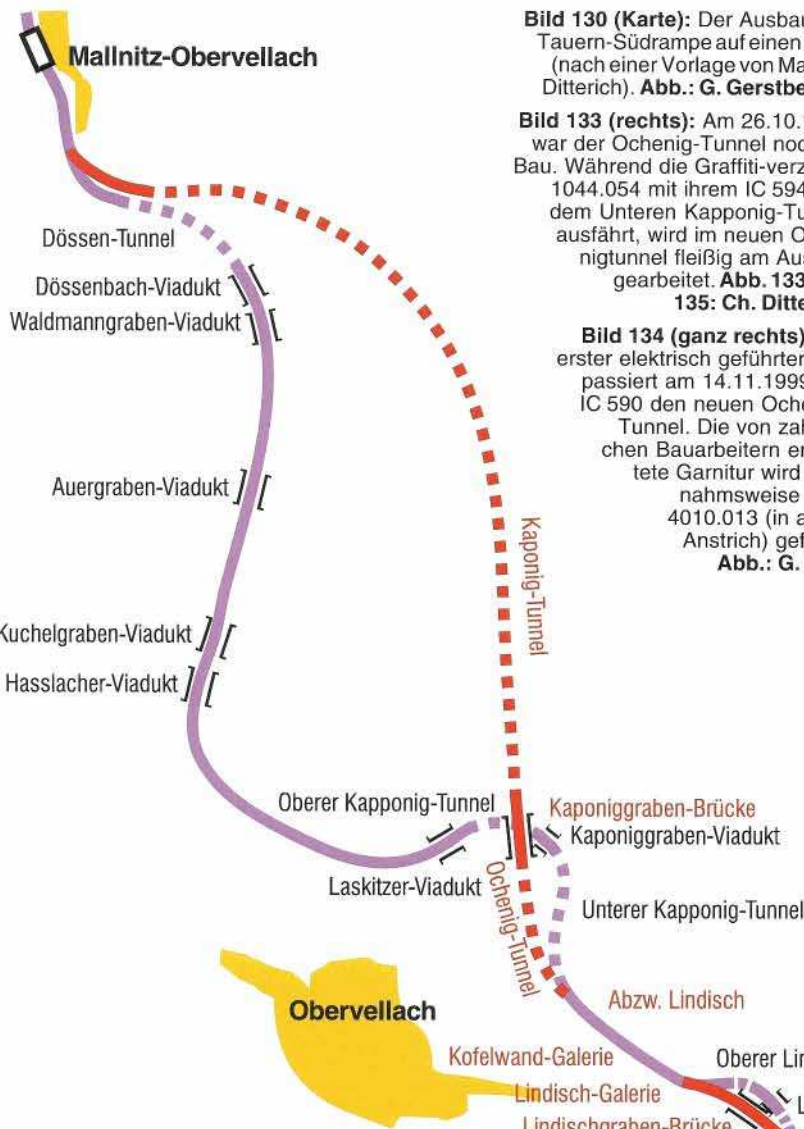 Mallnitz-Obervellach
Dössen-Tunnel
Dössenbach-Viadukt
Waldmanngraben-Viadukt
Auergraben-Viadukt
Kuchelgraben-Viadukt
Hasslacher-Viadukt
Kaponig-Tunnel
Oberer Kapponig-Tunnel
Kaponiggraben-Brücke
Kaponiggraben-Viadukt
Laskitzer-Viadukt
Ochenig-Tunnel
Unterer Kapponig-Tunnel
Obervellach
Abzw. Lindisch
Kofelwand-Galerie
Oberer Lin
Lindisch-Galerie
L
Lindischgraben-Brücke
Bild 130 (Karte): Der Ausbau
Tauern-Südrampe auf einen
(nach einer Vorlage von Ma
Ditterich). Abb.: G. Gerstbe
Bild 133 (rechts): Am 26.10.
war der Ochenig-Tunnel noc
Bau. Während die Graffiti-verz
1044.054 mit ihrem IC 594
dem Unteren Kapponig-Tu
ausfährt, wird im neuen O
nigtunnel fleißig am Aus
gearbeitet. Abb. 133
135: Ch. Ditte
Bild 134 (ganz rechts)
erster elektrisch geführter
passiert am 14.11.1999
IC 590 den neuen Oche
Tunnel. Die von zah
chen Bauarbeitern er
tete Garnitur wird
nahmsweise
4010.013 (in a
Anstrich) gef
Abb.: G.